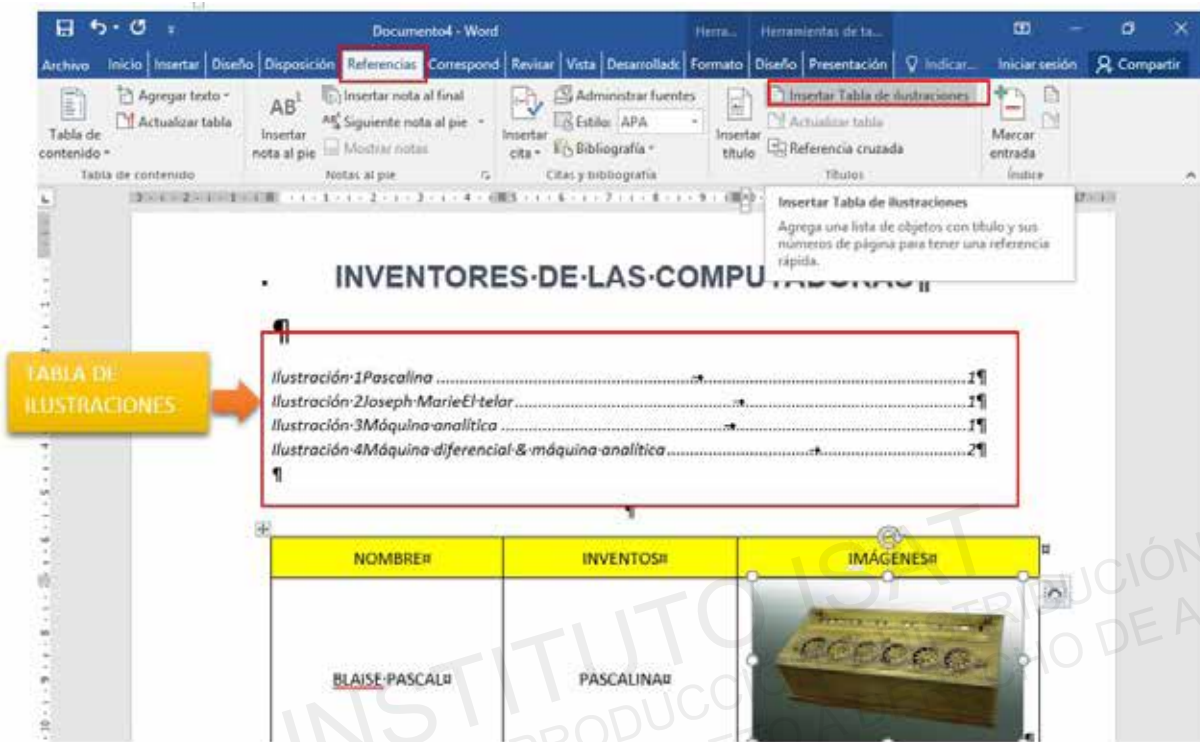 Documento4 - Word
Herra...
Herramientas de ta...
Archivo Inicio Insertar Diseño Disposición Referencias Correspond Revisar Vista Desarrollado Formato Diseño Presentación Indicar... Iniciar sesión Compartir
Tabla de contenido
Agregar texto
Actualizar tabla
Tabla de contenido
AB¹
Insertar nota al pie
Insertar nota al final
Siguiente nota al pie
Mostrar notas
Notas al pie
Insertar cita
Administrar fuentes
Estilo: APA
Bibliografía
Citas y bibliografía
Insertar título
Insertar Tabla de ilustraciones
Actualizar tabla
Referencia cruzada
Títulos
Marcar entrada
Índice
Insertar Tabla de ilustraciones
Agrega una lista de objetos con título y sus
números de página para tener una referencia
rápida.
INVENTORES·DE·LAS·COMPUTADORAS¶
¶
TABLA DE
ILUSTRACIONES
Ilustración·1Pascalina → 1¶
Ilustración·2Joseph·MarieEl·telar → 1¶
Ilustración·3Máquina·analítica → 1¶
Ilustración·4Máquina·diferencial·&·máquina·analítica → 2¶
¶
¶
NOMBRE¤ INVENTOS¤ IMÁGENES¤ ¤
BLAISE·PASCAL¤ PASCALINA¤
INSTITUTO ISAT